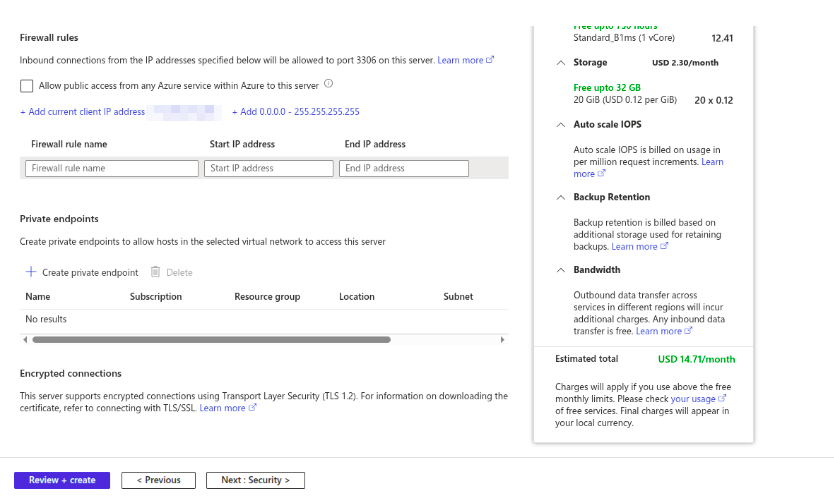 Firewall rules
Inbound connections from the IP addresses specified below will be allowed to port 3306 on this server. Learn more
Allow public access from any Azure service within Azure to this server
+ Add current client IP address
+ Add 0.0.0.0 - 255.255.255.255
Firewall rule name
Start IP address
End IP address
Firewall rule name
Start IP address
End IP address
Private endpoints
Create private endpoints to allow hosts in the selected virtual network to access this server
Create private endpoint
Delete
Name
Subscription
Resource group
Location
Subnet
No results
Encrypted connections
This server supports encrypted connections using Transport Layer Security (TLS 1.2). For information on downloading the
certificate, refer to connecting with TLS/SSL. Learn more
Free upto 750 hours
Standard_B1ms (1 vCore)
12.41
Storage
USD 2.30/month
Free upto 32 GB
20 GiB (USD 0.12 per GiB)
20 x 0.12
Auto scale IOPS
Auto scale IOPS is billed on usage in
per million request increments. Learn
more
Backup Retention
Backup retention is billed based on
additional storage used for retaining
backups. Learn more
Bandwidth
Outbound data transfer across
services in different regions will incur
additional charges. Any inbound data
transfer is free. Learn more
Estimated total
USD 14.71/month
Charges will apply if you use above the free
monthly limits. Please check your usage
of free services. Final charges will appear in
your local currency.
Review + create
< Previous
Next : Security >